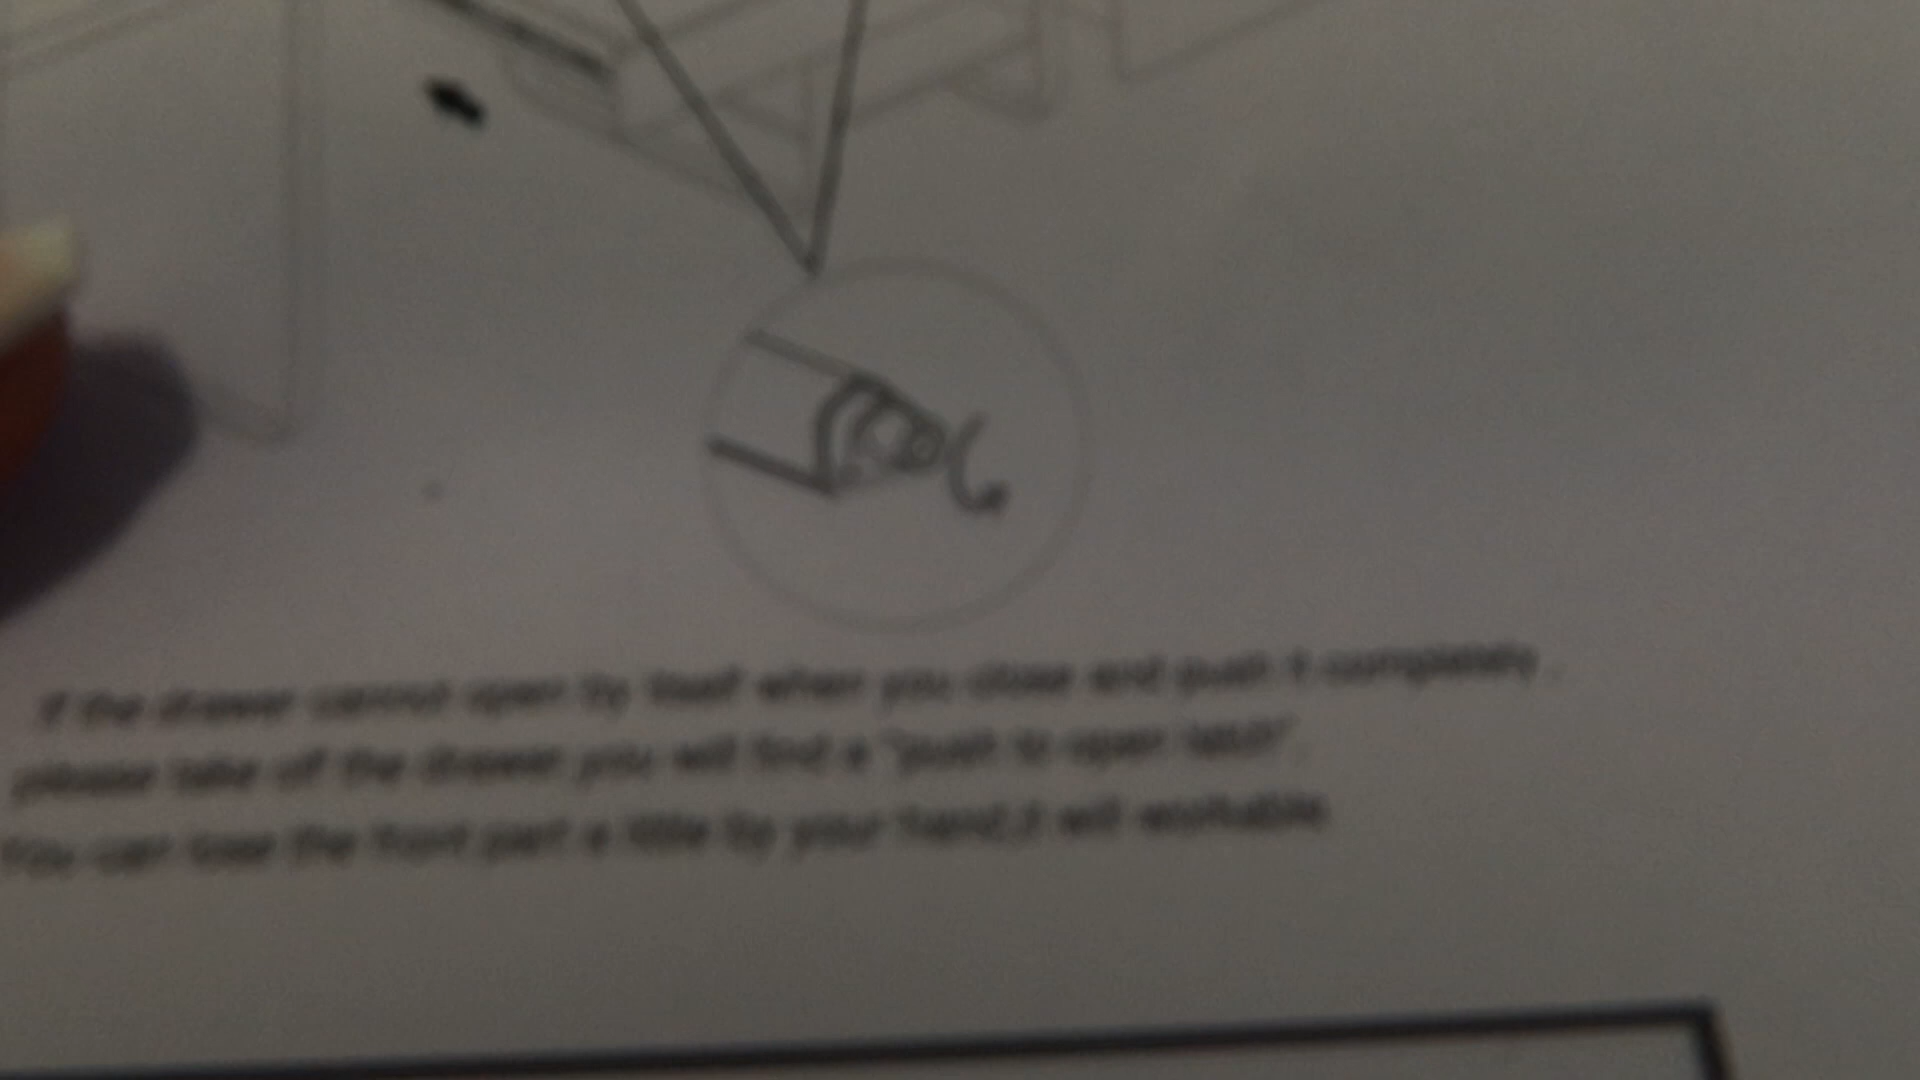 If the drawer cannot open by itself when you close and push it completely .
please take off the drawer you will find a "push to open latch".
You can lose the front part a little by your hand,it will workable.